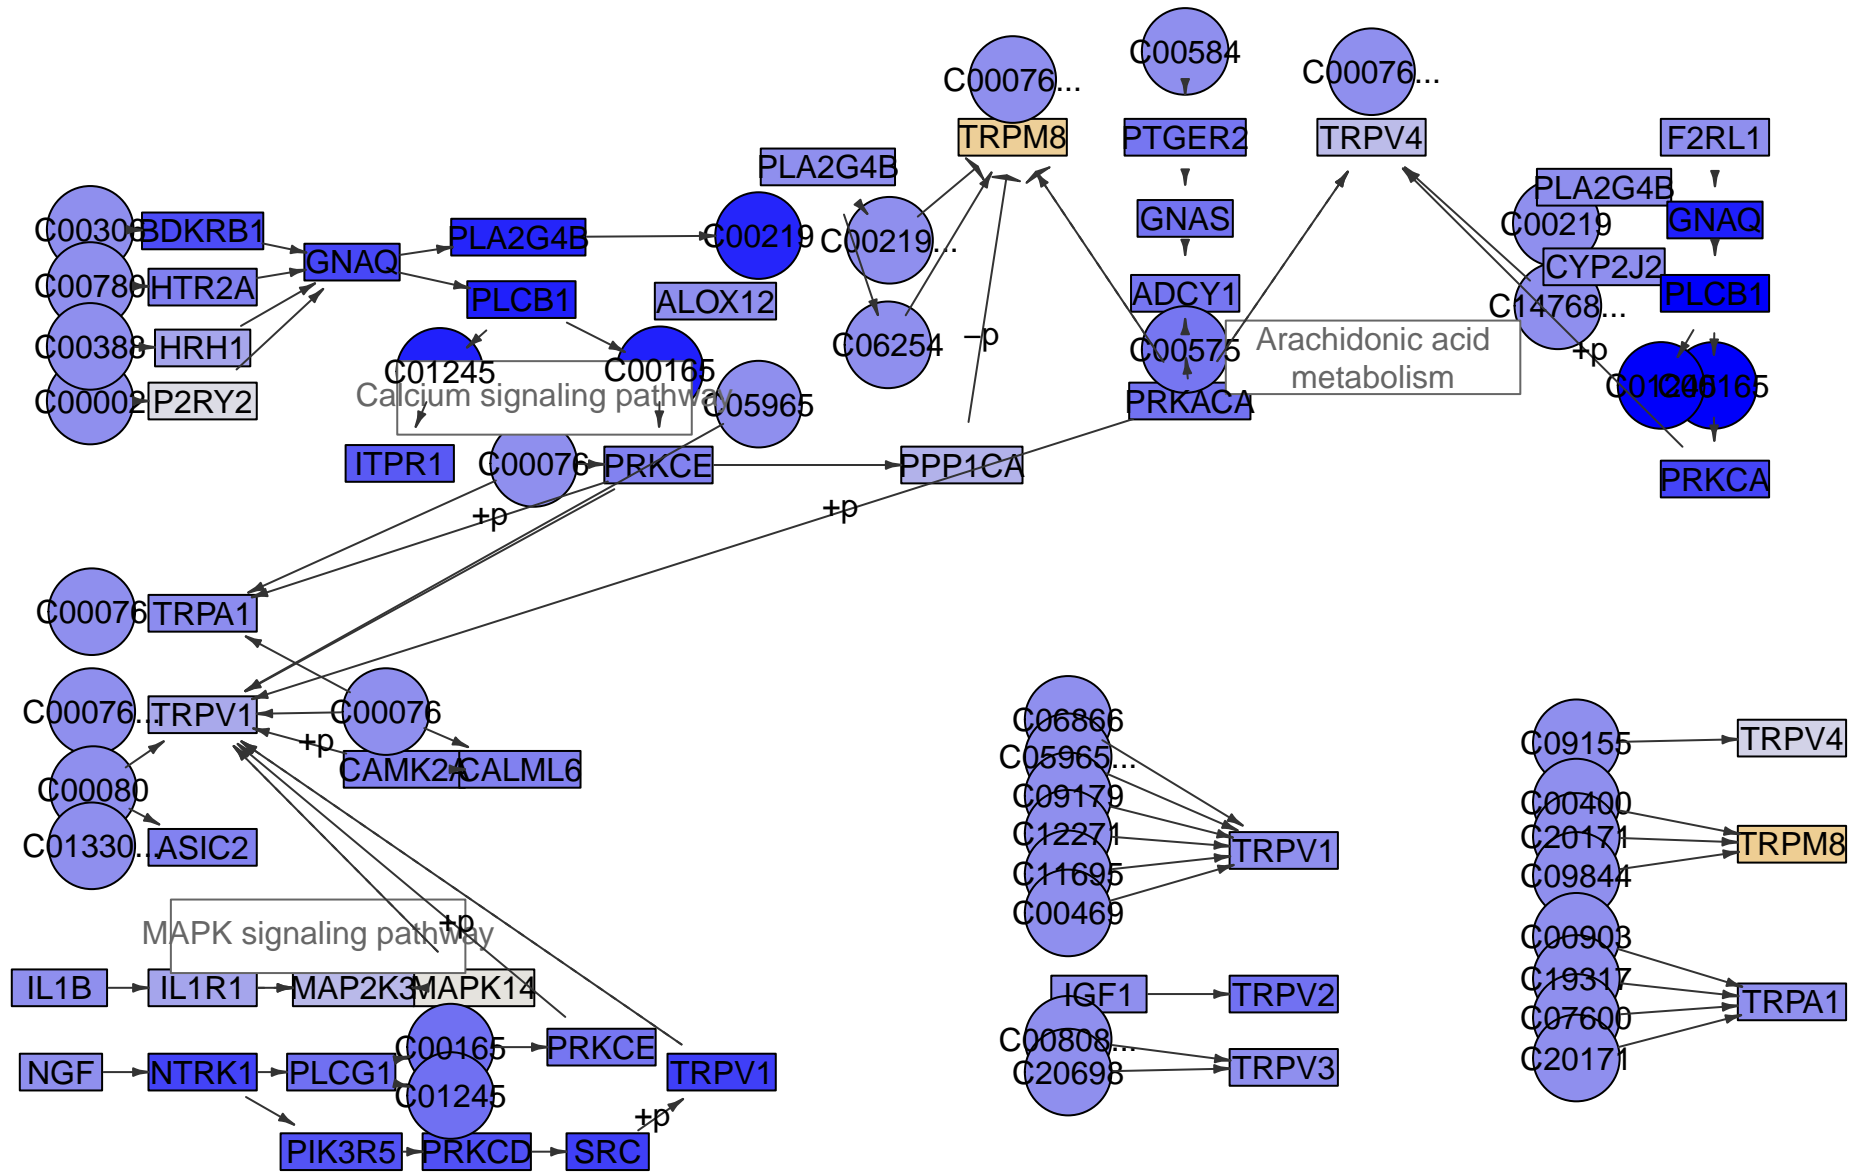 C00584
C00076...
C00076...
TRPM8
PTGER2
TRPV4
F2RL1
PLA2G4B
PLA2G4B
GNAS
C00219
GNAQ
BDKRB1
PLA2G4B
C00219
C00219...
GNAQ
CYP2J2
C00780
HTR2A
PLCB1
ALOX12
ADCY1
PLCB1
C14768...
C00388
HRH1
C06254
–p
C00575
Arachidonic acid
metabolism
+p
C01245
C00165
Calcium signaling pathway
C00002
P2RY2
C05965
PRKACA
C01245
C00165
ITPR1
C00076
PRKCE
PPP1CA
PRKCA
+p
+p
C00076
TRPA1
C00076...
TRPV1
C00076
C06866
+p
C05965...
C09155
TRPV4
C00080
CAMK2A
CALML6
C09179
C00400
C01330...
ASIC2
C12271
TRPV1
C20171
TRPM8
C11695
C09844
C00469
+p
MAPK signaling pathway
C00903
IL1B
IL1R1
MAP2K3
MAPK14
IGF1
TRPV2
C19317
TRPA1
C07600
C00165
PRKCE
C00808...
C20171
NGF
NTRK1
PLCG1
TRPV1
C20698
TRPV3
C01245
+p
PIK3R5
PRKCD
SRC